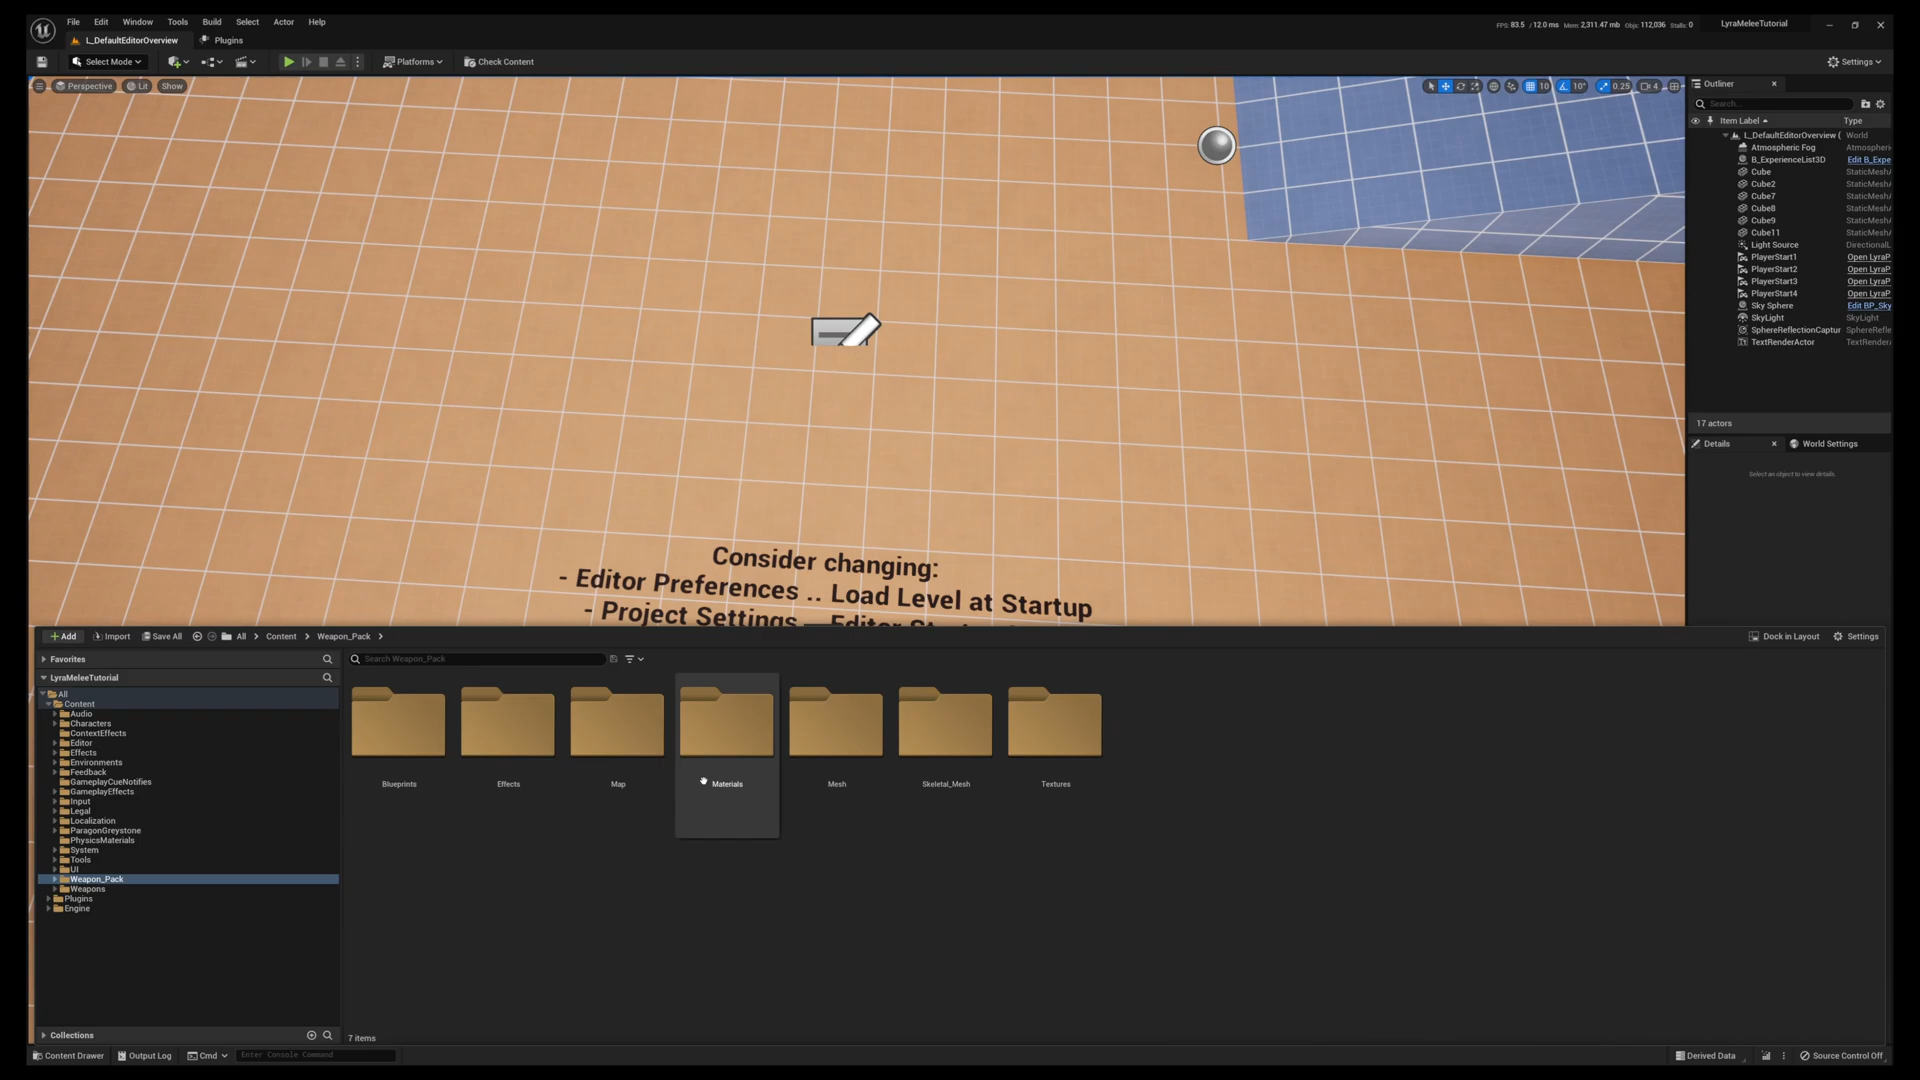 File Edit Window Tools Build Select Actor Help
FPS: 83.5 / 12.0 ms Mem: 2,311.47 mb Objs: 112,036 Stalls: 0
LyraMeleeTutorial
L_DefaultEditorOverview
Plugins
Select Mode
Platforms
Check Content
Settings
Perspective
Lit
Show
10
10°
0.25
4
Outliner
Search...
Item Label
Type
L_DefaultEditorOverview ( World
Atmospheric Fog Atmospheri
B_ExperienceList3D Edit B_Expe
Cube StaticMesh
Cube2 StaticMesh
Cube7 StaticMesh
Cube8 StaticMesh
Cube9 StaticMesh
Cube11 StaticMesh
Light Source DirectionalL
PlayerStart1 Open LyraP
PlayerStart2 Open LyraP
PlayerStart3 Open LyraP
PlayerStart4 Open LyraP
Sky Sphere Edit BP_Sky
SkyLight SkyLight
SphereReflectionCaptur SphereRefle
TextRenderActor TextRender
17 actors
Details
World Settings
Select an object to view details.
Consider changing:
- Editor Preferences .. Load Level at Startup
- Project Settings
Add
Import
Save All
All
Content
Weapon_Pack
Dock in Layout
Settings
Favorites
LyraMeleeTutorial
All
Content
Audio
Characters
ContextEffects
Editor
Effects
Environments
Feedback
GameplayCueNotifies
GameplayEffects
Input
Legal
Localization
ParagonGreystone
PhysicsMaterials
System
Tools
UI
Weapon_Pack
Weapons
Plugins
Engine
Collections
Search Weapon_Pack
Blueprints
Effects
Map
Materials
Mesh
Skeletal_Mesh
Textures
7 items
Content Drawer
Output Log
Cmd
Enter Console Command
Derived Data
Source Control Off